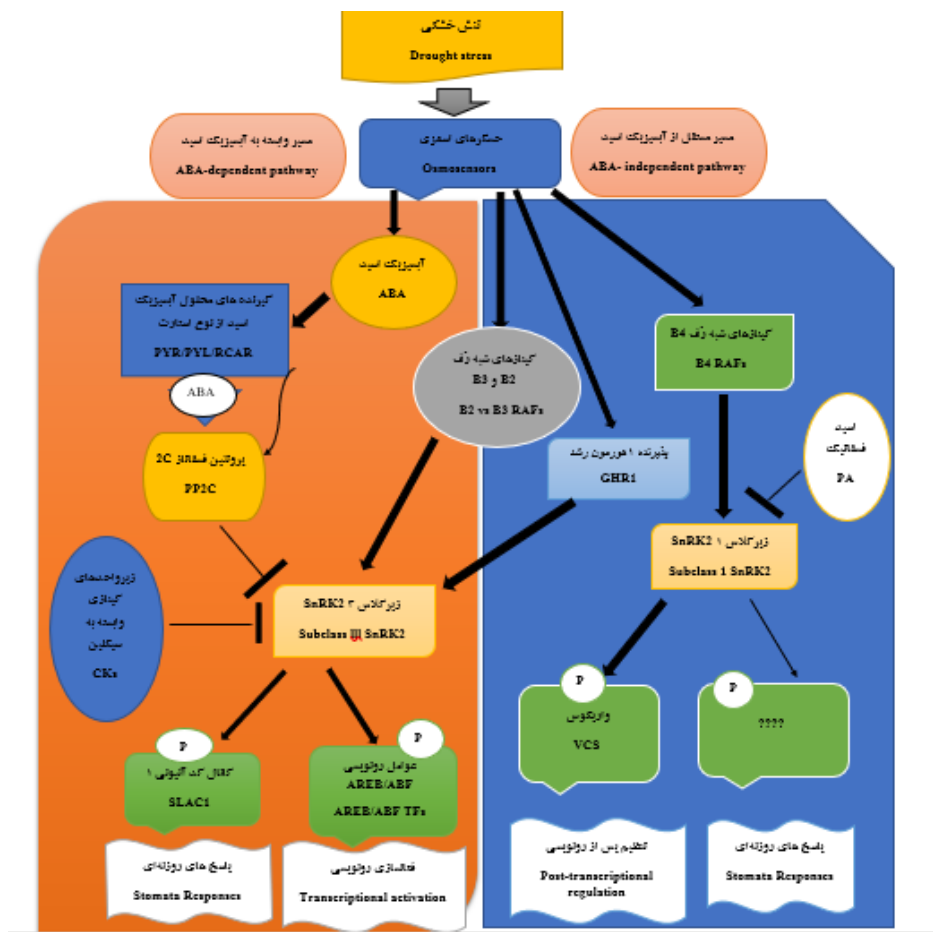 تنش خشکی
Drought stress
مسیر وابسته به آبسیزیک اسید
ABA-dependent pathway
حسگرهای اسمزی
Osmosensors
مسیر مستقل از آبسیزیک اسید
ABA- independent pathway
آبسیزیک اسید
ABA
گیرنده های محلول آبسیزیک
اسید از نوع استارت
PYR/PYL/RCAR
ABA
کینازهای شبه رَف
B2 و B3
B2 vs B3 RAFs
کینازهای شبه رَف B4
B4 RAFs
پروتئین فسفاتاز 2C
PP2C
پذیرنده ۱ هورمون رشد
GHR1
اسید
فسفاتیک
PA
زیرواحدهای
کینازی
وابسته به
سیکلین
CKs
زیرکلاس ۳ SnRK2
Subclass III SnRK2
زیرکلاس ۱ SnRK2
Subclass 1 SnRK2
P
کانال کد آنیونی ۱
SLAC1
P
عوامل رونویسی
AREB/ABF
AREB/ABF TFs
P
واریکوس
VCS
P
????
پاسخ های روزنه‌ای
Stomata Responses
فعالسازی رونویسی
Transcriptional activation
تنظیم پس از رونویسی
Post-transcriptional
regulation
پاسخ های روزنه‌ای
Stomata Responses